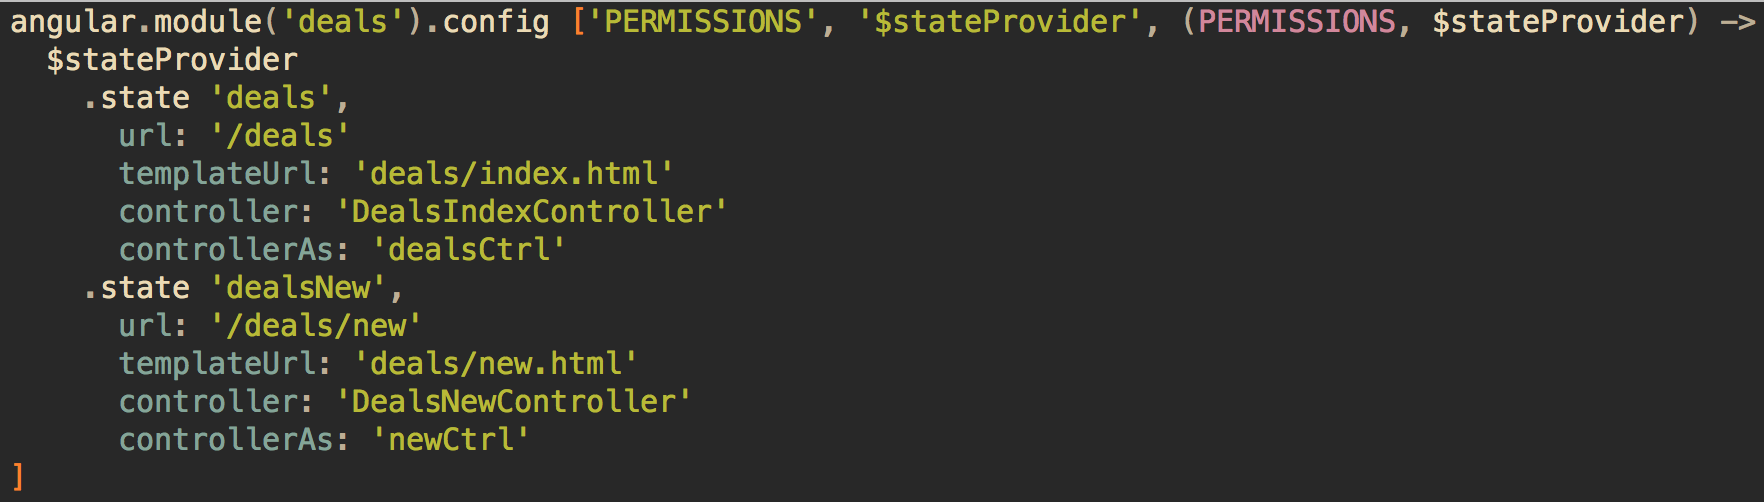 angular.module('deals').config ['PERMISSIONS', '$stateProvider', (PERMISSIONS, $stateProvider) ->
  $stateProvider
    .state 'deals',
      url: '/deals'
      templateUrl: 'deals/index.html'
      controller: 'DealsIndexController'
      controllerAs: 'dealsCtrl'
    .state 'dealsNew',
      url: '/deals/new'
      templateUrl: 'deals/new.html'
      controller: 'DealsNewController'
      controllerAs: 'newCtrl'
]